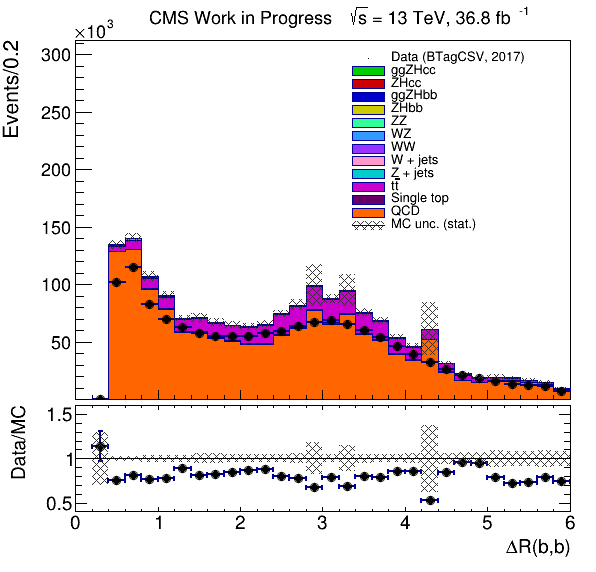 CMS Work in Progress √s = 13 TeV, 36.8 fb⁻¹
×10³
Events/0.2
300
250
200
150
100
50
Data (BTagCSV, 2017)
ggZHcc
ZHcc
ggZHbb
ZHbb
ZZ
WZ
WW
W + jets
Z + jets
tt̅
Single top
QCD
MC unc. (stat.)
Data/MC
1.5
1
0.5
0 1 2 3 4 5 6
ΔR(b,b)